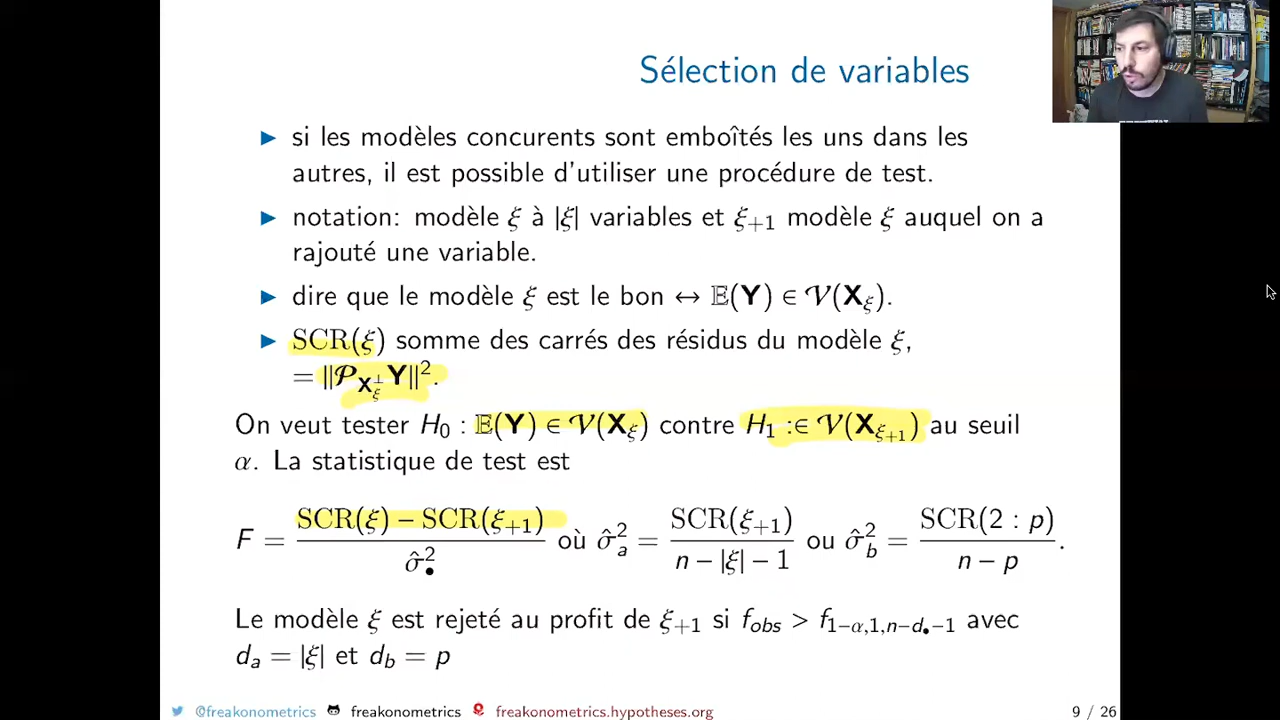 Sélection de variables
▶ si les modèles concurents sont emboîtés les uns dans les
autres, il est possible d'utiliser une procédure de test.
▶ notation: modèle ξ à |ξ| variables et ξ₊₁ modèle ξ auquel on a
rajouté une variable.
▶ dire que le modèle ξ est le bon ↔ 𝔼(Y) ∈ 𝒱(X_ξ).
▶ SCR(ξ) somme des carrés des résidus du modèle ξ,
= ‖𝒫_{X_ξ^⊥} Y‖².
On veut tester H₀ : 𝔼(Y) ∈ 𝒱(X_ξ) contre H₁ :∈ 𝒱(X_{ξ+1}) au seuil
α. La statistique de test est
F = (SCR(ξ) − SCR(ξ₊₁)) / σ̂²_• où σ̂²_a = SCR(ξ₊₁) / (n − |ξ| − 1) ou σ̂²_b = SCR(2 : p) / (n − p).
Le modèle ξ est rejeté au profit de ξ₊₁ si f_obs > f_{1−α,1,n−d_•−1} avec
d_a = |ξ| et d_b = p
@freakonometrics freakonometrics freakonometrics.hypotheses.org 9 / 26